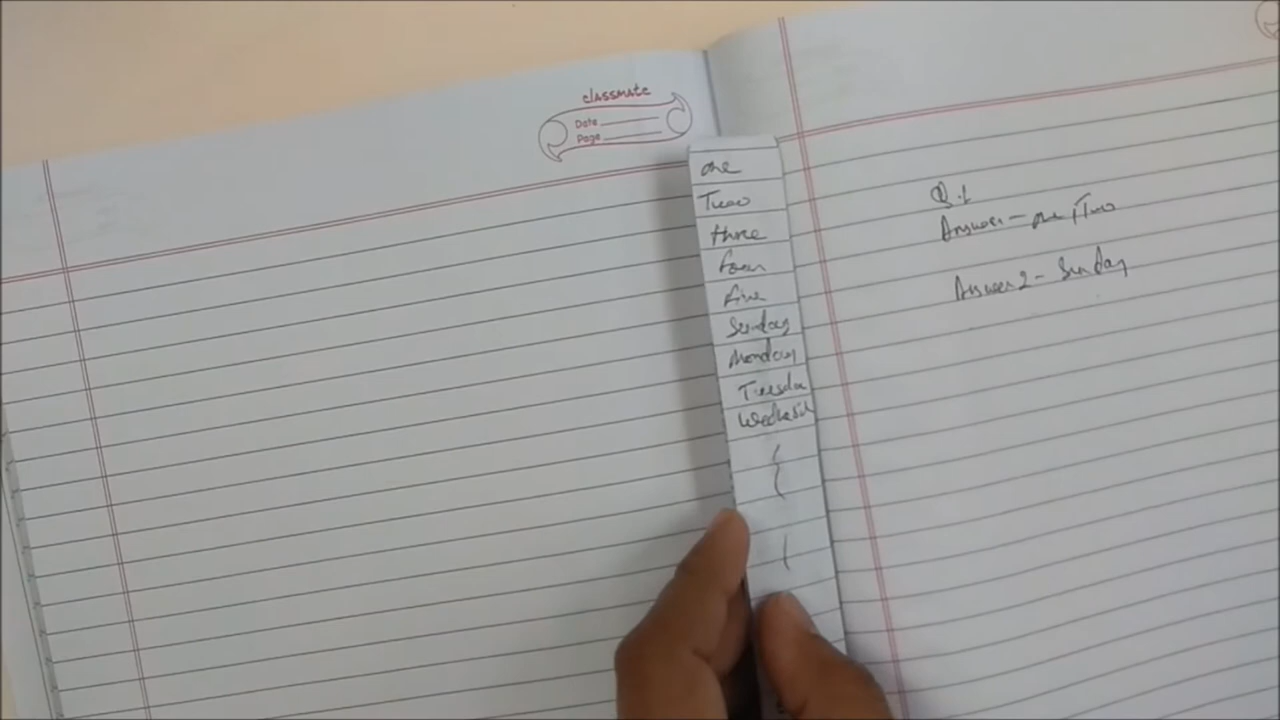 classmate
Date
Page
one
Two
three
four
five
Sunday
Monday
Tuesda
Wednesd
Q.1
Answer - one, Two
Answer 2 - Sunday